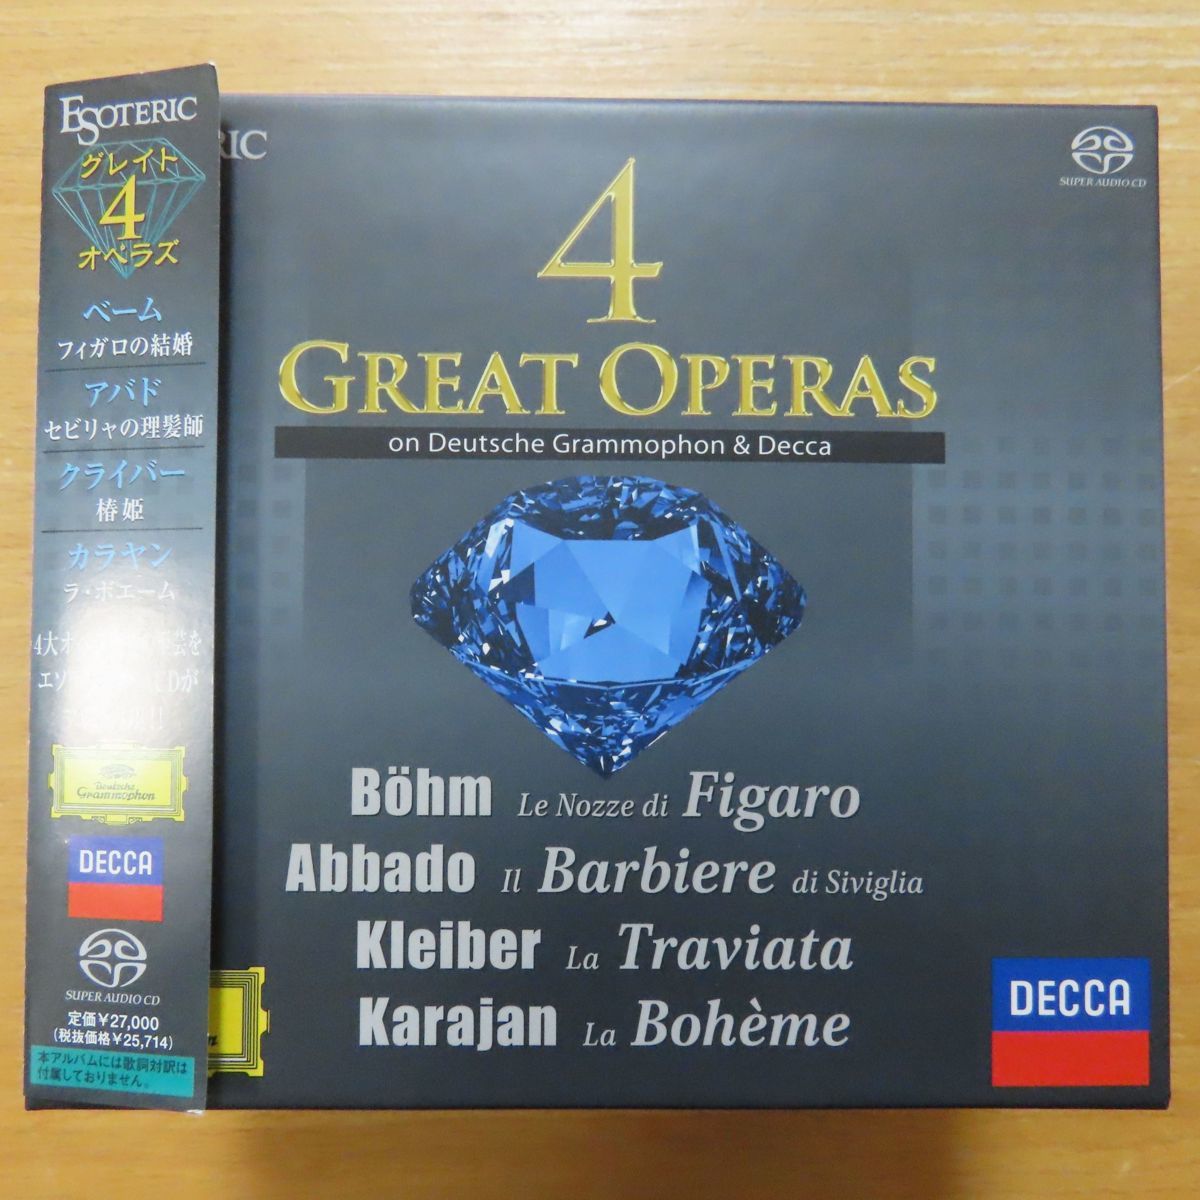 ESOTERIC
グレイト
4
オペラズ
ベーム
フィガロの結婚
アバド
セビリャの理髪師
クライバー
椿姫
カラヤン
ラ・ボエーム
Deutsche
Grammophon
DECCA
SUPER AUDIO CD
定価¥27,000
(税抜価格¥25,714)
本アルバムには歌詞対訳は
付属しておりません。
RIC
SUPER AUDIO CD
4
GREAT OPERAS
on Deutsche Grammophon & Decca
Böhm Le Nozze di Figaro
Abbado Il Barbiere di Siviglia
Kleiber La Traviata
Karajan La Bohème
DECCA